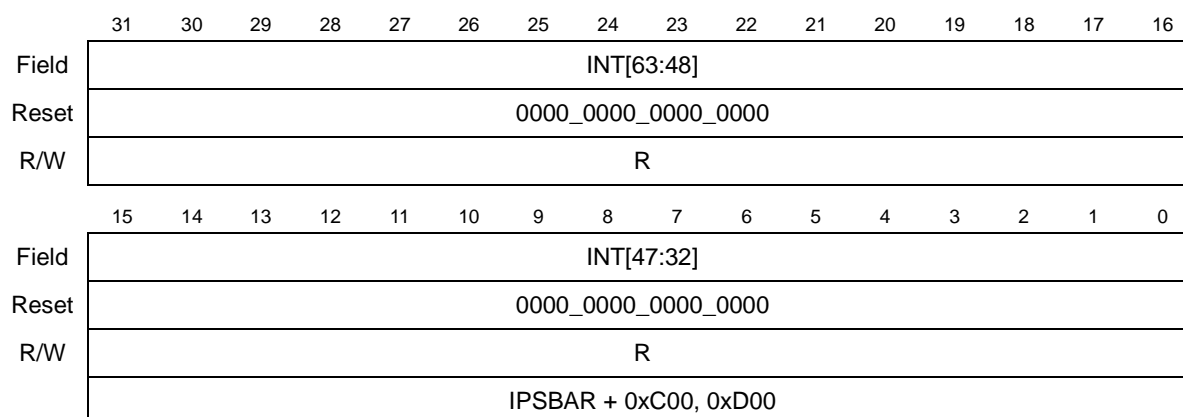 31 30 29 28 27 26 25 24 23 22 21 20 19 18 17 16
Field INT[63:48]
Reset 0000_0000_0000_0000
R/W R
15 14 13 12 11 10 9 8 7 6 5 4 3 2 1 0
Field INT[47:32]
Reset 0000_0000_0000_0000
R/W R
IPSBAR + 0xC00, 0xD00